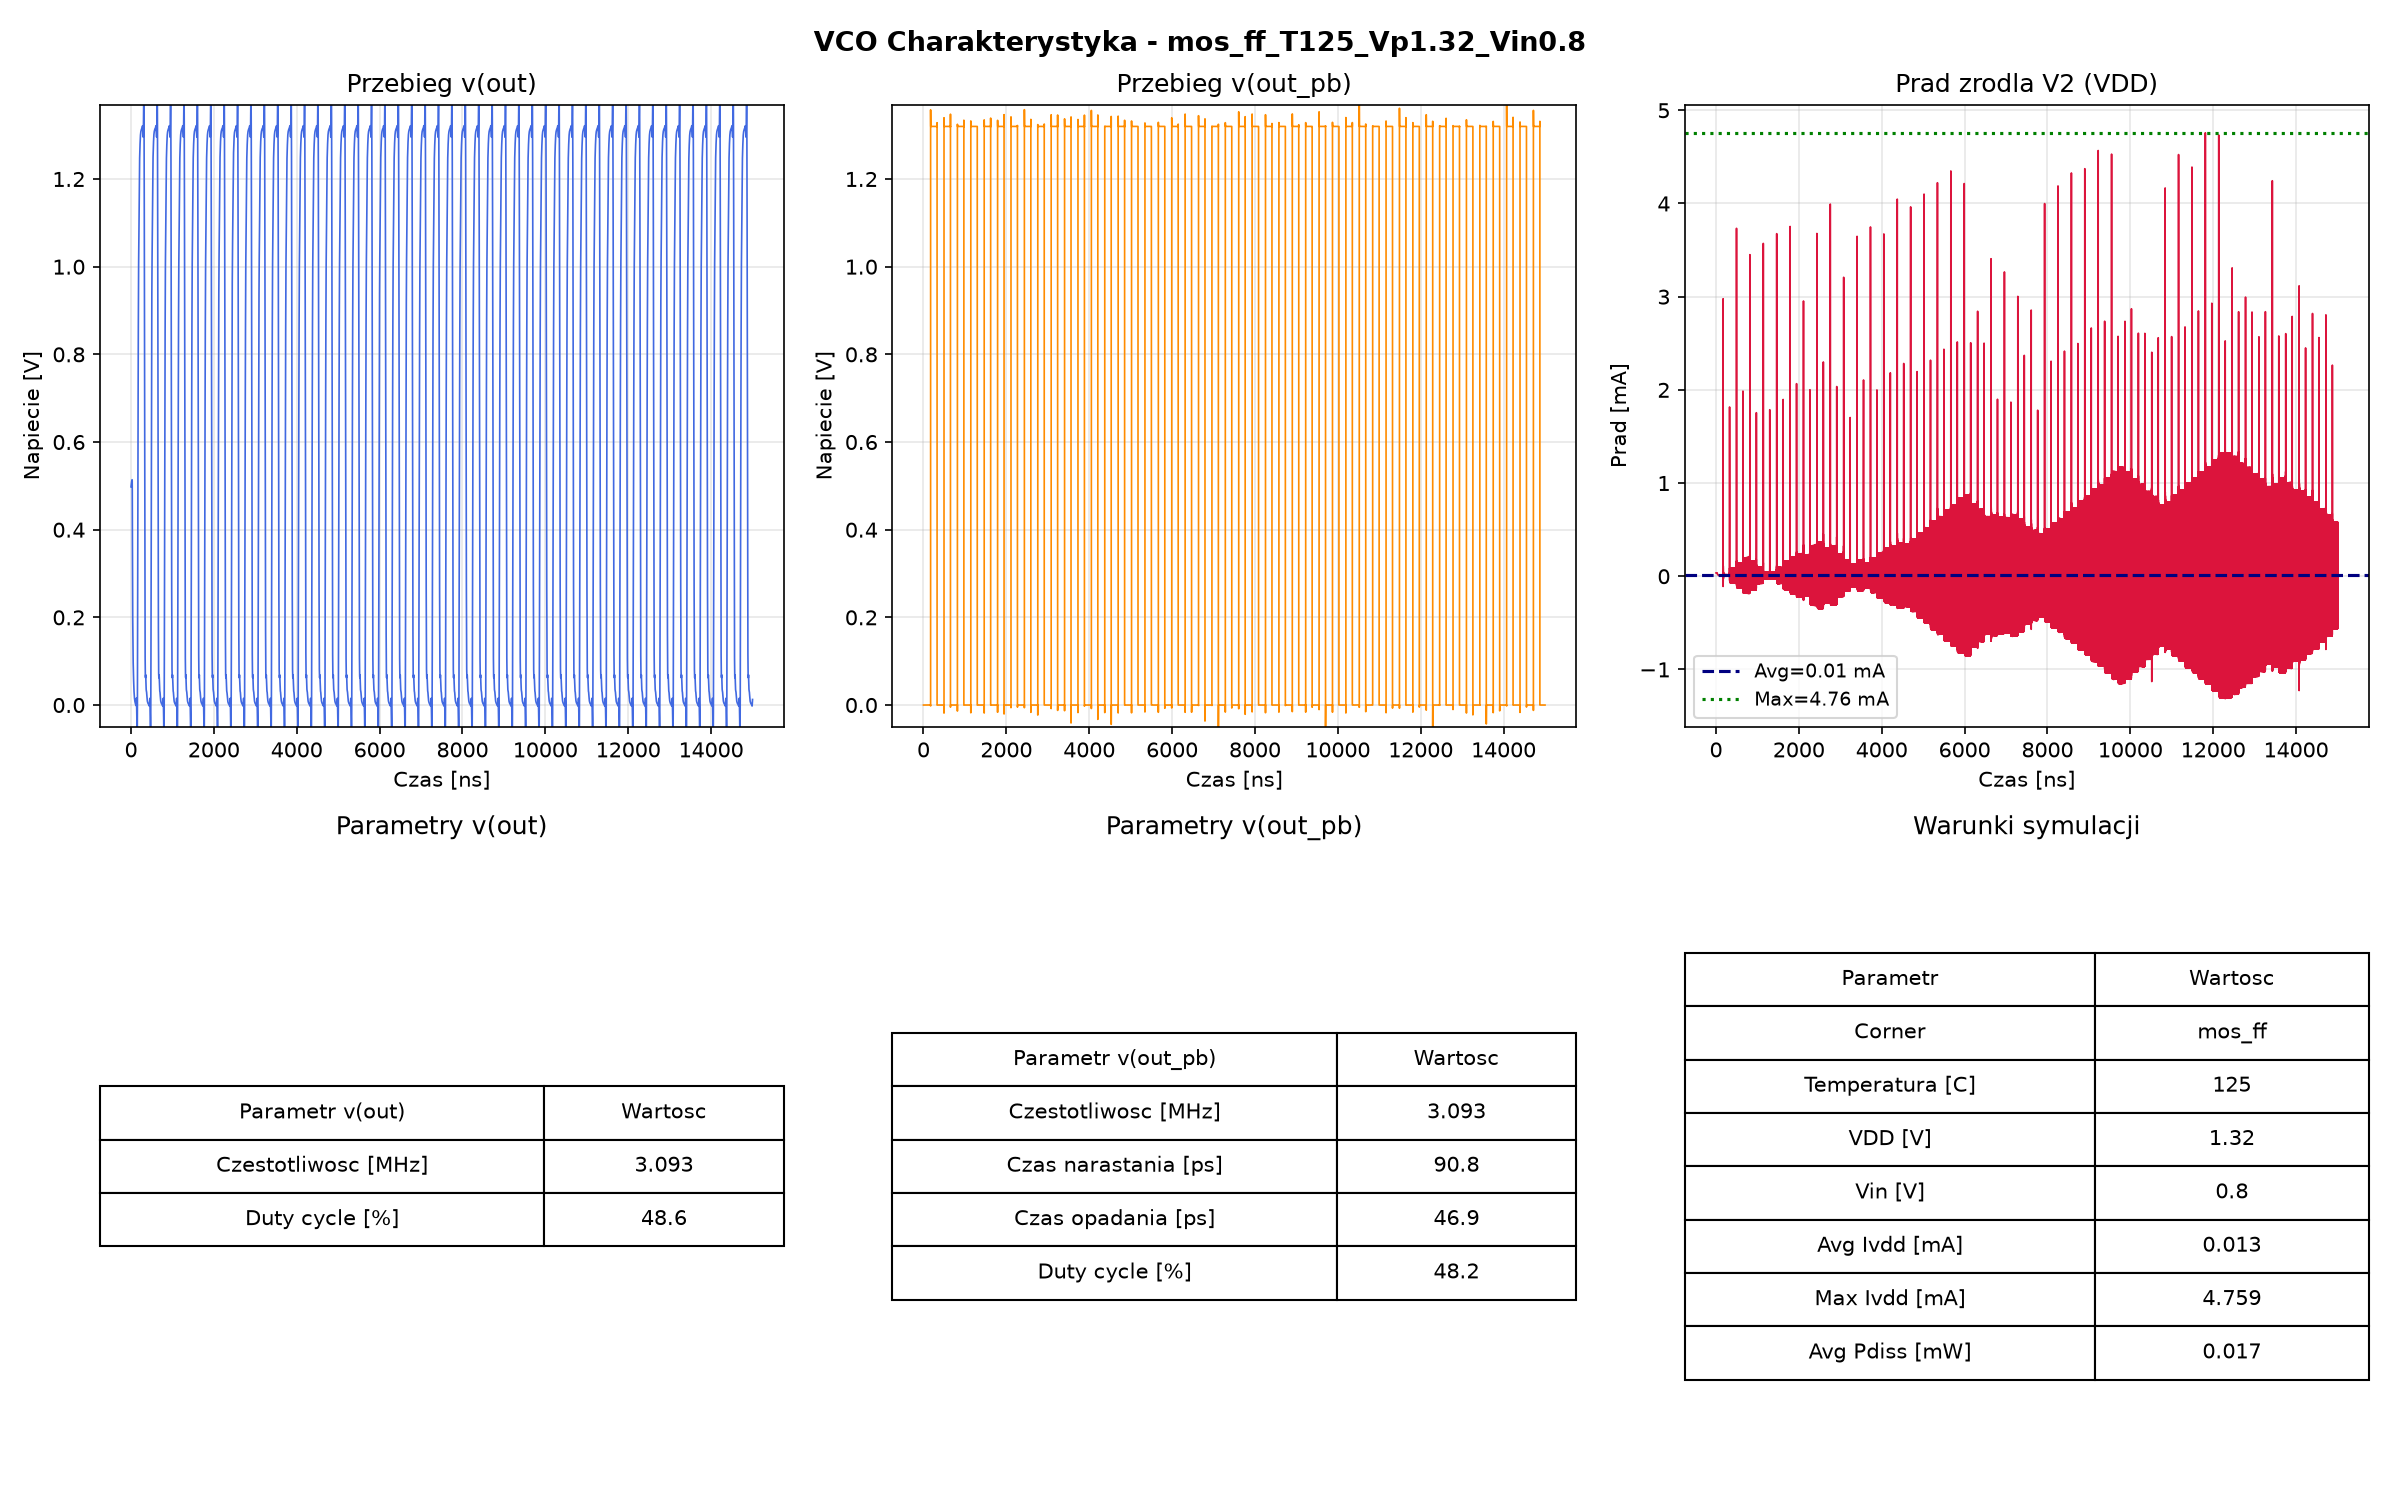 VCO Charakterystyka - mos_ff_T125_Vp1.32_Vin0.8
Przebieg v(out)
Napiecie [V]
1.2
1.0
0.8
0.6
0.4
0.2
0.0
0 2000 4000 6000 8000 10000 12000 14000
Czas [ns]
Przebieg v(out_pb)
Napiecie [V]
1.2
1.0
0.8
0.6
0.4
0.2
0.0
0 2000 4000 6000 8000 10000 12000 14000
Czas [ns]
Prad zrodla V2 (VDD)
Prad [mA]
5
4
3
2
1
0
−1
Avg=0.01 mA
Max=4.76 mA
0 2000 4000 6000 8000 10000 12000 14000
Czas [ns]
Parametry v(out)
Parametr v(out) Wartosc
Czestotliwosc [MHz] 3.093
Duty cycle [%] 48.6
Parametry v(out_pb)
Parametr v(out_pb) Wartosc
Czestotliwosc [MHz] 3.093
Czas narastania [ps] 90.8
Czas opadania [ps] 46.9
Duty cycle [%] 48.2
Warunki symulacji
Parametr Wartosc
Corner mos_ff
Temperatura [C] 125
VDD [V] 1.32
Vin [V] 0.8
Avg Ivdd [mA] 0.013
Max Ivdd [mA] 4.759
Avg Pdiss [mW] 0.017